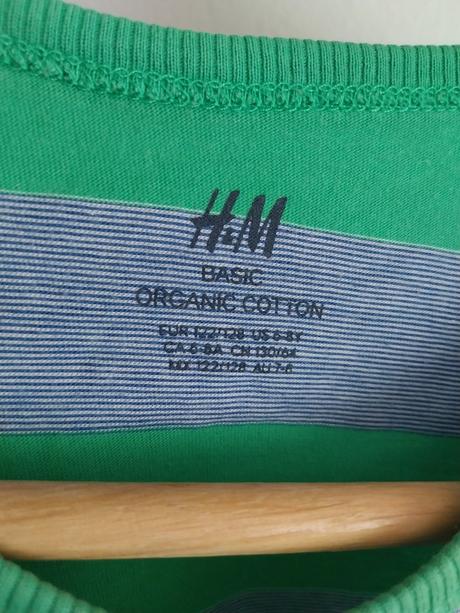 H&M
BASIC
ORGANIC COTTON
EUR 122/128 US 6-8Y
CA 6-8A CN 130/64
MX 122/128 AU 7-8